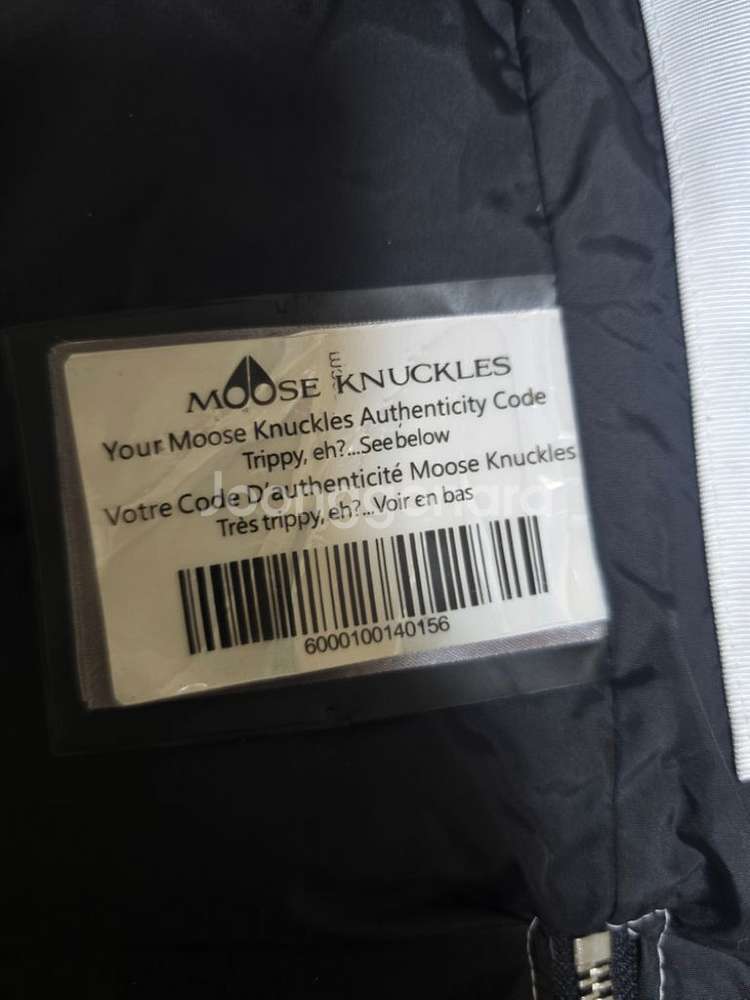 MOOSE KNUCKLES
Your Moose Knuckles Authenticity Code
Trippy, eh?...See below
Votre Code D'authenticité Moose Knuckles
Très trippy, eh?...Voir en bas
6000100140156
Joonggonara